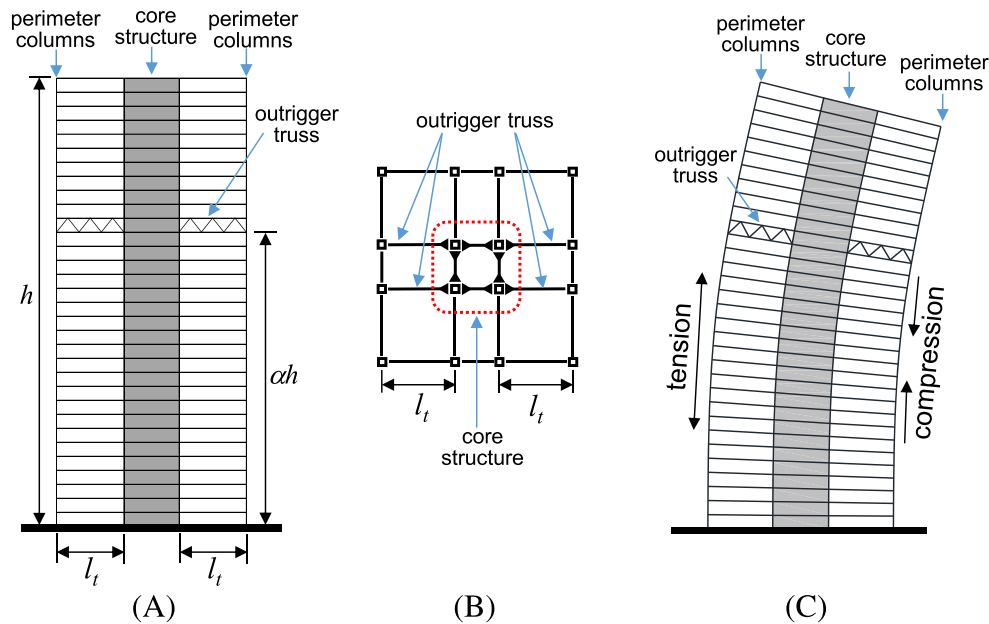 perimeter
columns
core
structure
perimeter
columns
outrigger
truss
h
αh
l_t
l_t
(A)
outrigger truss
l_t
l_t
core
structure
(B)
perimeter
columns
core
structure
perimeter
columns
outrigger
truss
tension
compression
(C)